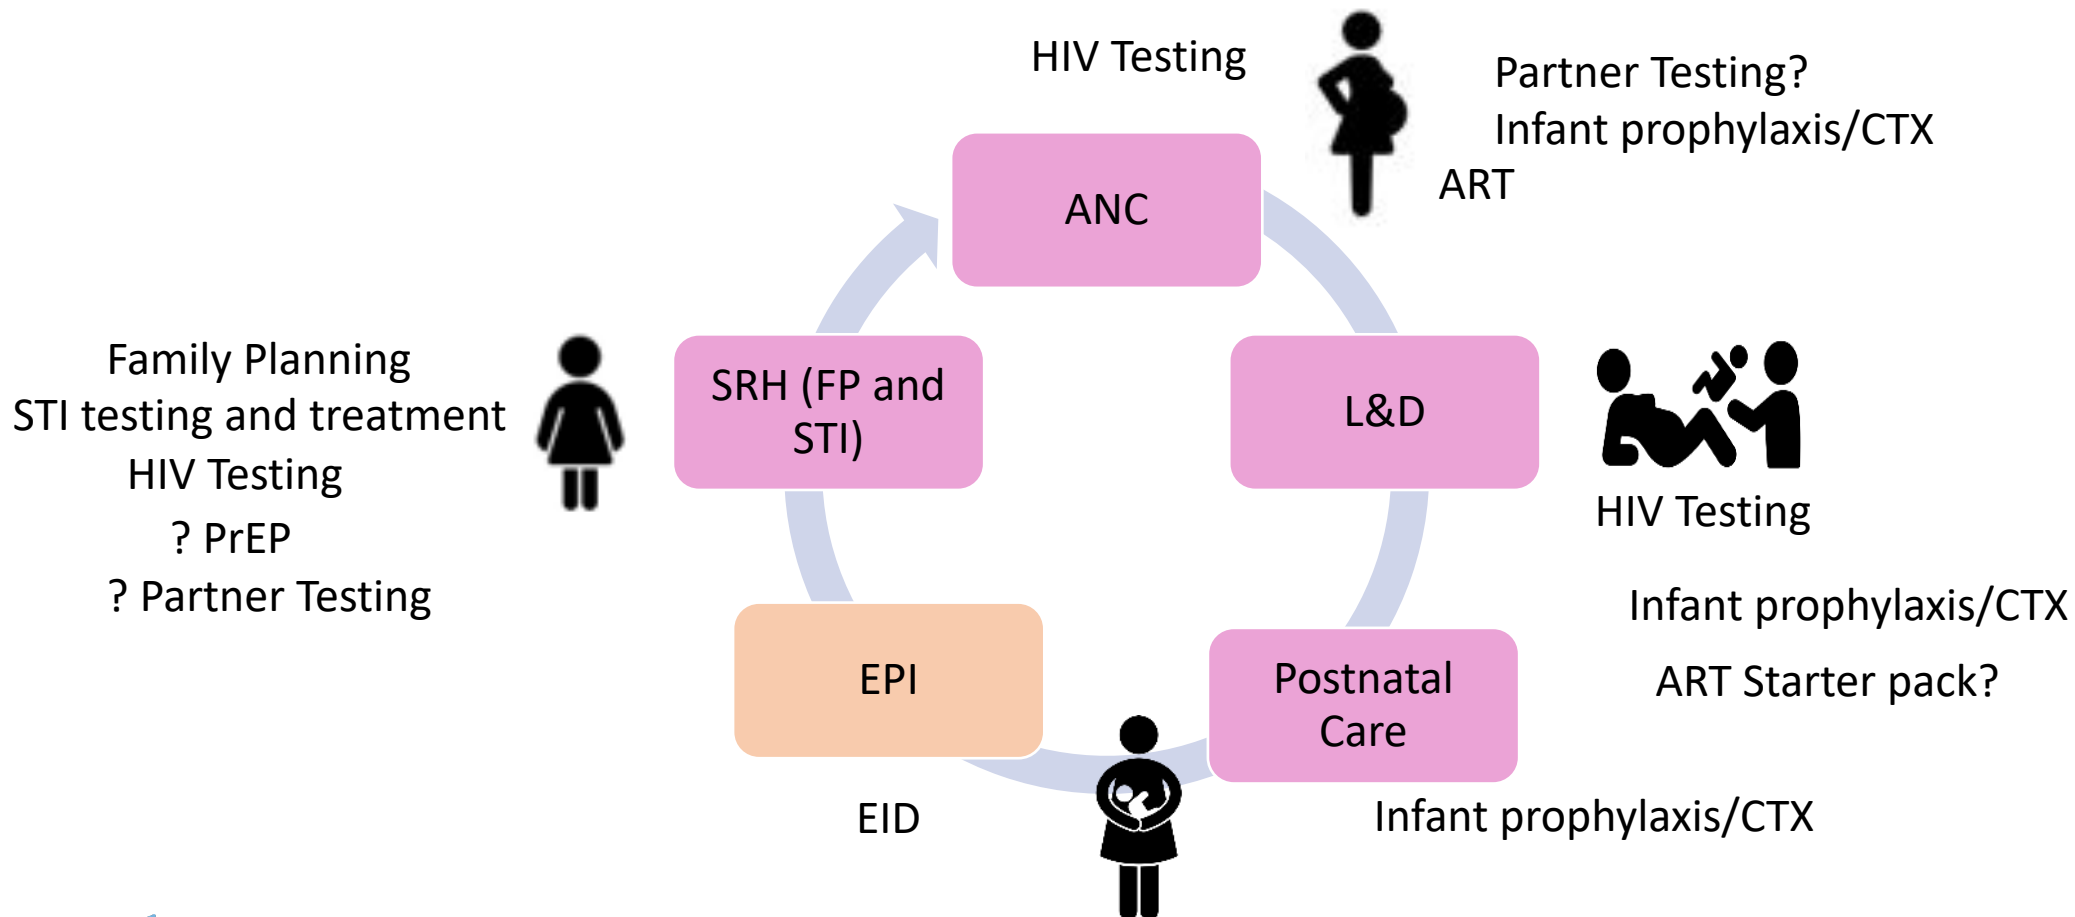 HIV Testing
Partner Testing?
Infant prophylaxis/CTX
ART
ANC
Family Planning
STI testing and treatment
HIV Testing
? PrEP
? Partner Testing
SRH (FP and
STI)
L&D
HIV Testing
Infant prophylaxis/CTX
ART Starter pack?
EPI
Postnatal
Care
EID
Infant prophylaxis/CTX